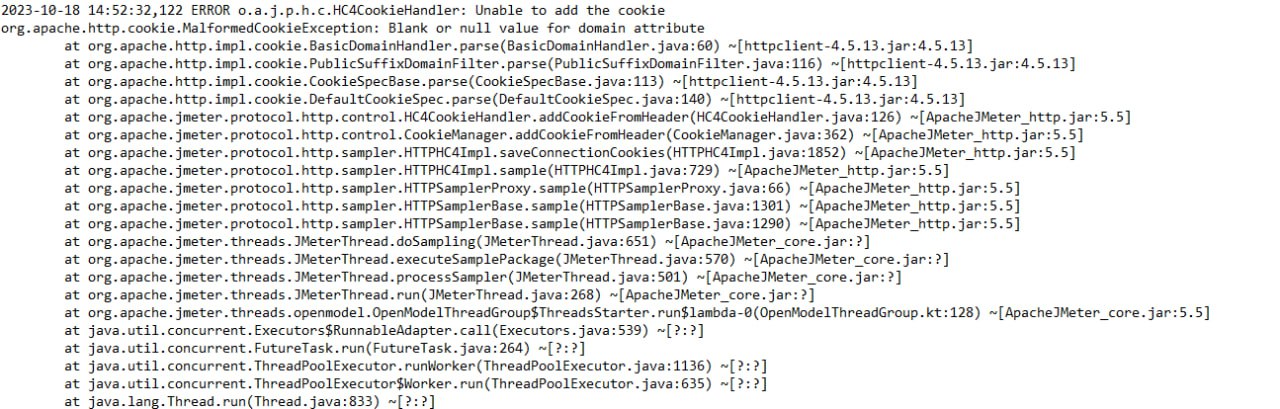 2023-10-18 14:52:32,122 ERROR o.a.j.p.h.c.HC4CookieHandler: Unable to add the cookie
org.apache.http.cookie.MalformedCookieException: Blank or null value for domain attribute
at org.apache.http.impl.cookie.BasicDomainHandler.parse(BasicDomainHandler.java:60) ~[httpclient-4.5.13.jar:4.5.13]
at org.apache.http.impl.cookie.PublicSuffixDomainFilter.parse(PublicSuffixDomainFilter.java:116) ~[httpclient-4.5.13.jar:4.5.13]
at org.apache.http.impl.cookie.CookieSpecBase.parse(CookieSpecBase.java:113) ~[httpclient-4.5.13.jar:4.5.13]
at org.apache.http.impl.cookie.DefaultCookieSpec.parse(DefaultCookieSpec.java:140) ~[httpclient-4.5.13.jar:4.5.13]
at org.apache.jmeter.protocol.http.control.HC4CookieHandler.addCookieFromHeader(HC4CookieHandler.java:126) ~[ApacheJMeter_http.jar:5.5]
at org.apache.jmeter.protocol.http.control.CookieManager.addCookieFromHeader(CookieManager.java:362) ~[ApacheJMeter_http.jar:5.5]
at org.apache.jmeter.protocol.http.sampler.HTTPHC4Impl.saveConnectionCookies(HTTPHC4Impl.java:1852) ~[ApacheJMeter_http.jar:5.5]
at org.apache.jmeter.protocol.http.sampler.HTTPHC4Impl.sample(HTTPHC4Impl.java:729) ~[ApacheJMeter_http.jar:5.5]
at org.apache.jmeter.protocol.http.sampler.HTTPSamplerProxy.sample(HTTPSamplerProxy.java:66) ~[ApacheJMeter_http.jar:5.5]
at org.apache.jmeter.protocol.http.sampler.HTTPSamplerBase.sample(HTTPSamplerBase.java:1301) ~[ApacheJMeter_http.jar:5.5]
at org.apache.jmeter.protocol.http.sampler.HTTPSamplerBase.sample(HTTPSamplerBase.java:1290) ~[ApacheJMeter_http.jar:5.5]
at org.apache.jmeter.threads.JMeterThread.doSampling(JMeterThread.java:651) ~[ApacheJMeter_core.jar:?]
at org.apache.jmeter.threads.JMeterThread.executeSamplePackage(JMeterThread.java:570) ~[ApacheJMeter_core.jar:?]
at org.apache.jmeter.threads.JMeterThread.processSampler(JMeterThread.java:501) ~[ApacheJMeter_core.jar:?]
at org.apache.jmeter.threads.JMeterThread.run(JMeterThread.java:268) ~[ApacheJMeter_core.jar:?]
at org.apache.jmeter.threads.openmodel.OpenModelThreadGroup$ThreadsStarter.run$lambda-0(OpenModelThreadGroup.kt:128) ~[ApacheJMeter_core.jar:5.5]
at java.util.concurrent.Executors$RunnableAdapter.call(Executors.java:539) ~[?:?]
at java.util.concurrent.FutureTask.run(FutureTask.java:264) ~[?:?]
at java.util.concurrent.ThreadPoolExecutor.runWorker(ThreadPoolExecutor.java:1136) ~[?:?]
at java.util.concurrent.ThreadPoolExecutor$Worker.run(ThreadPoolExecutor.java:635) ~[?:?]
at java.lang.Thread.run(Thread.java:833) ~[?:?]